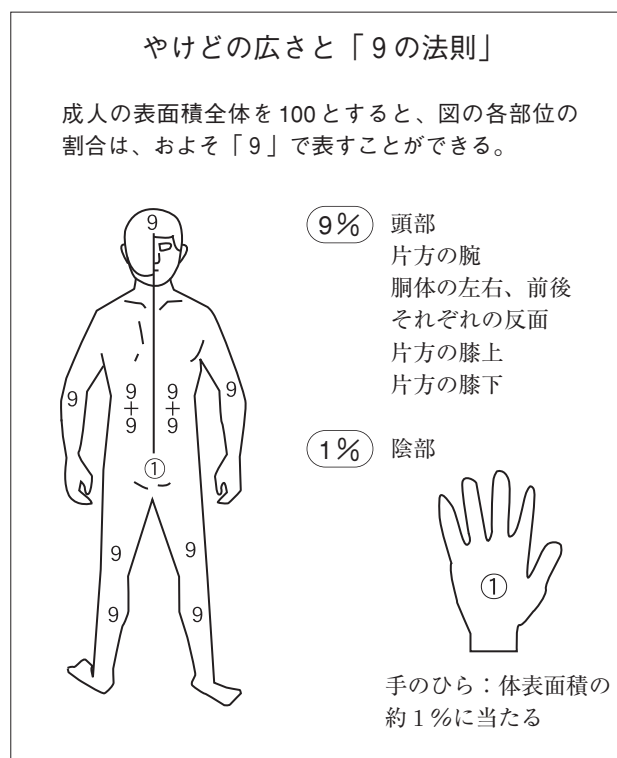 やけどの広さと「9の法則」
成人の表面積全体を100とすると、図の各部位の
割合は、およそ「9」で表すことができる。
9%
頭部
片方の腕
胴体の左右、前後
それぞれの反面
片方の膝上
片方の膝下
1%
陰部
9
9
9
+
9
9
+
9
9
①
9
9
9
9
①
手のひら：体表面積の
約1%に当たる